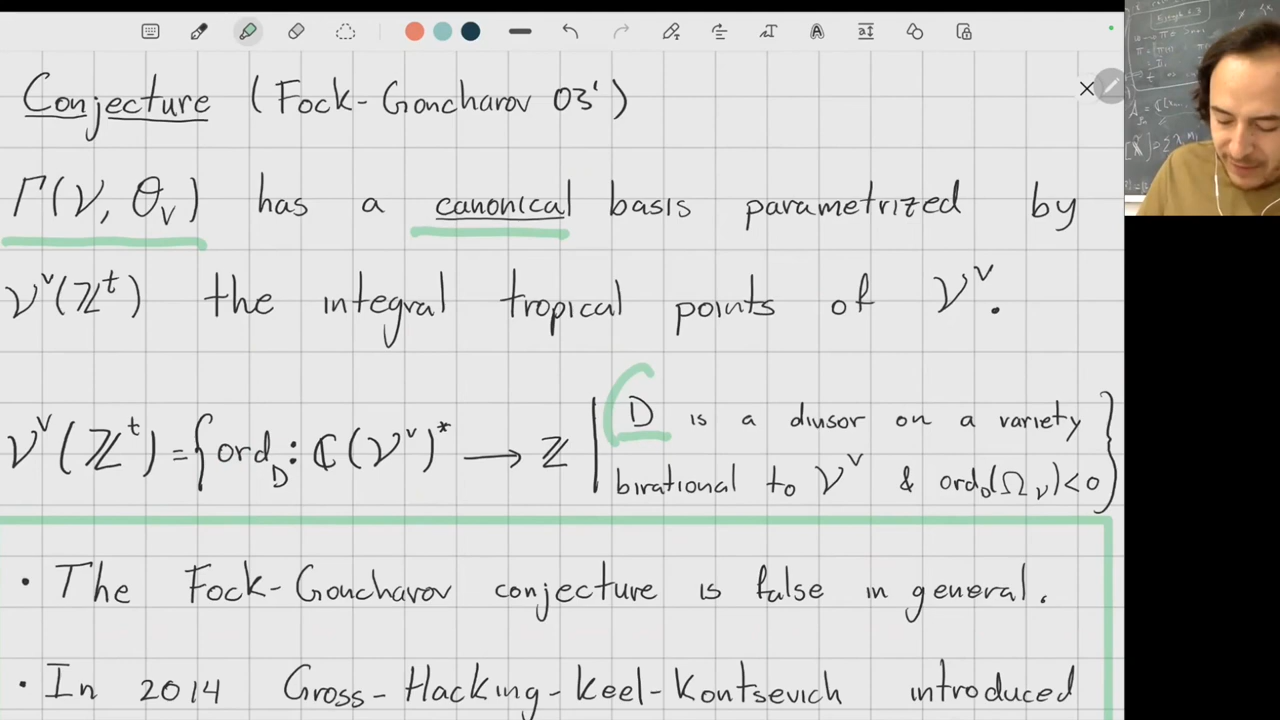 Conjecture (Fock-Goncharov 03')
Γ(V, Θ_V) has a canonical basis parametrized by
V^∨(ℤ^t) the integral tropical points of V^∨.
V^∨(ℤ^t) = { ord_D : ℂ(V^∨)^* ⟶ ℤ | D is a divisor on a variety
birational to V^∨ & ord_D(Ω_V)<0 }
• The Fock-Goncharov conjecture is false in general.
• In 2014 Gross-Hacking-Keel-Kontsevich introduced